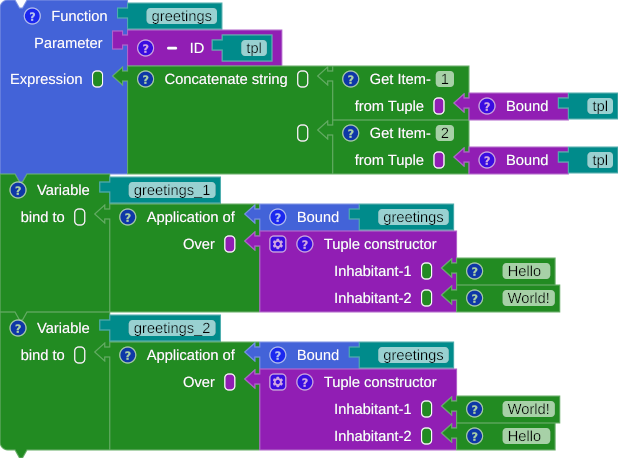 ? Function greetings
Parameter ? – ID tpl
Expression ? Concatenate string ? Get Item- 1
from Tuple ? Bound tpl
? Get Item- 2
from Tuple ? Bound tpl
? Variable greetings_1
bind to ? Application of ? Bound greetings
Over ? Tuple constructor
Inhabitant-1 ? Hello
Inhabitant-2 ? World!
? Variable greetings_2
bind to ? Application of ? Bound greetings
Over ? Tuple constructor
Inhabitant-1 ? World!
Inhabitant-2 ? Hello